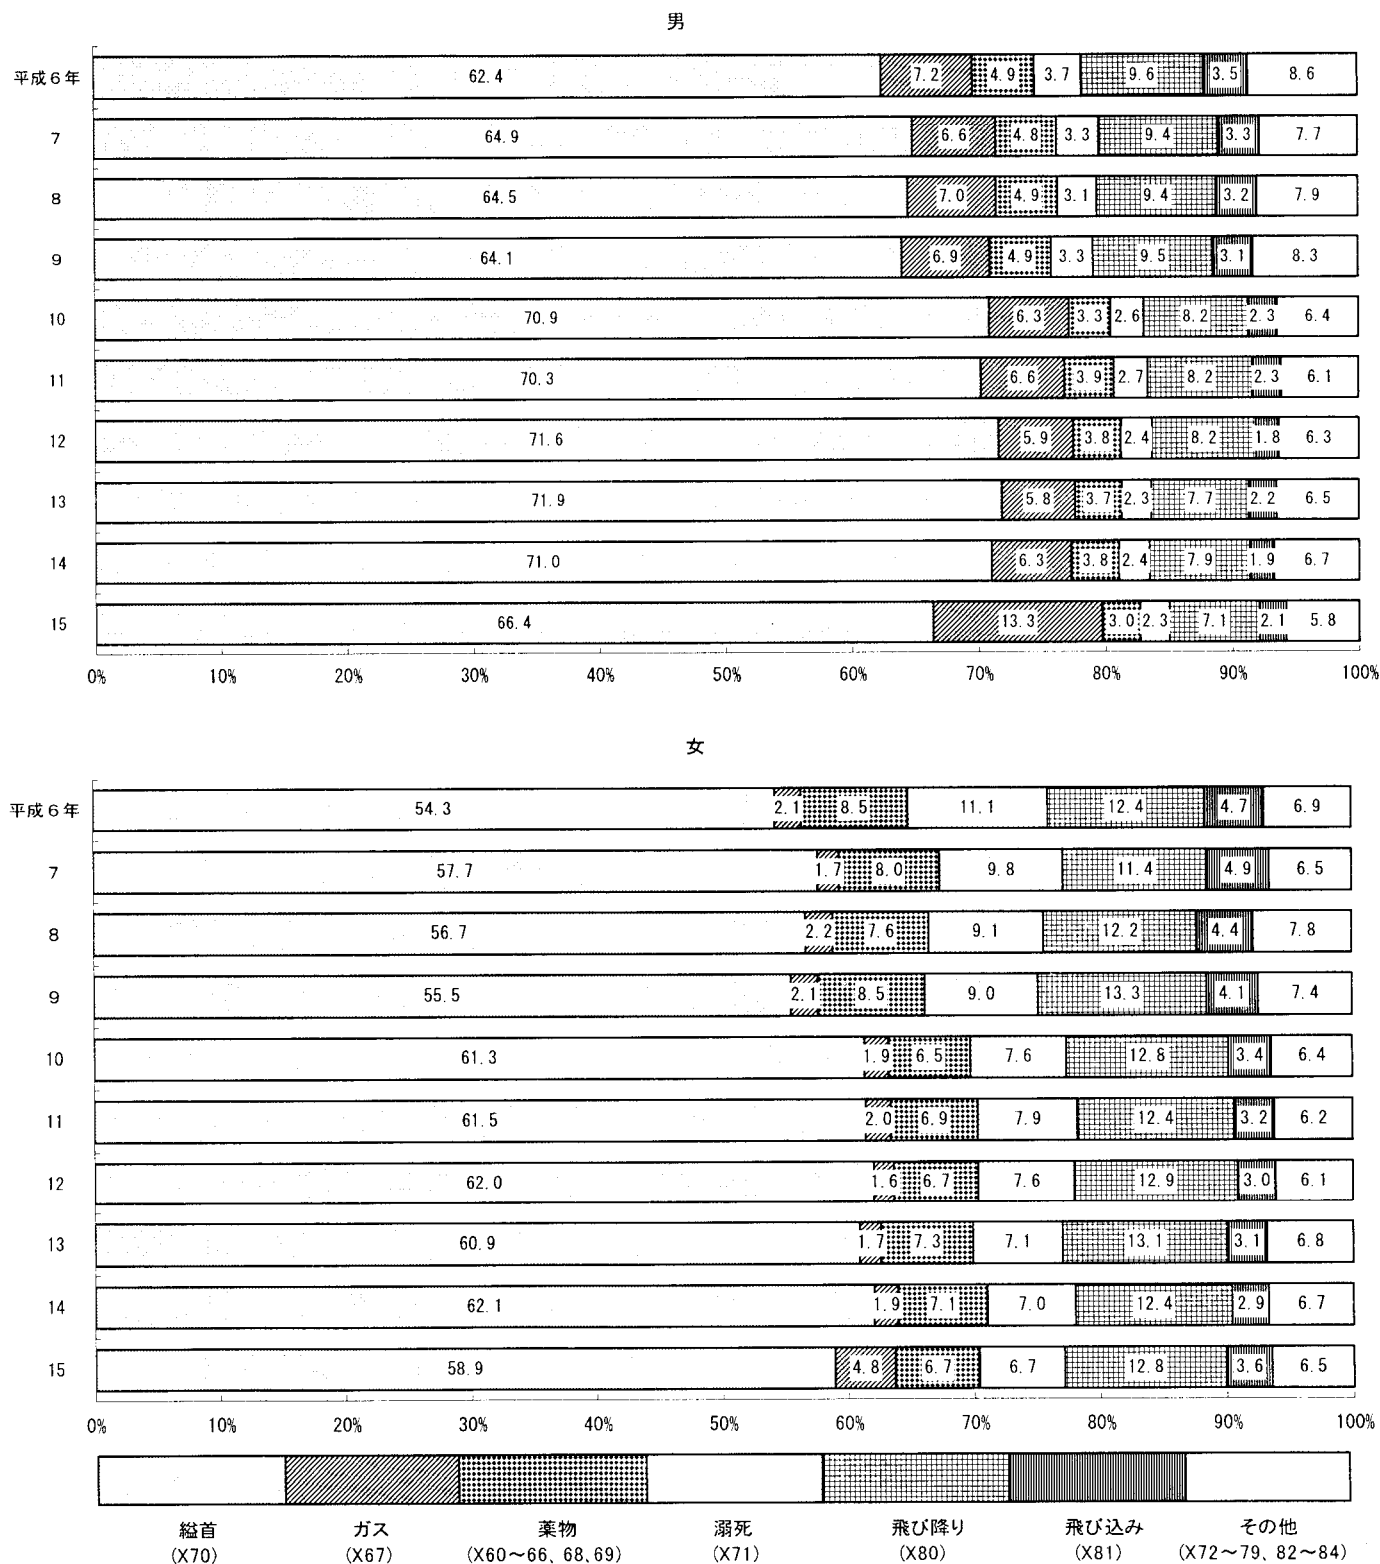 男
平成6年 62.4 7.2 4.9 3.7 9.6 3.5 8.6
7 64.9 6.6 4.8 3.3 9.4 3.3 7.7
8 64.5 7.0 4.9 3.1 9.4 3.2 7.9
9 64.1 6.9 4.9 3.3 9.5 3.1 8.3
10 70.9 6.3 3.3 2.6 8.2 2.3 6.4
11 70.3 6.6 3.9 2.7 8.2 2.3 6.1
12 71.6 5.9 3.8 2.4 8.2 1.8 6.3
13 71.9 5.8 3.7 2.3 7.7 2.2 6.5
14 71.0 6.3 3.8 2.4 7.9 1.9 6.7
15 66.4 13.3 3.0 2.3 7.1 2.1 5.8
0% 10% 20% 30% 40% 50% 60% 70% 80% 90% 100%
女
平成6年 54.3 2.1 8.5 11.1 12.4 4.7 6.9
7 57.7 1.7 8.0 9.8 11.4 4.9 6.5
8 56.7 2.2 7.6 9.1 12.2 4.4 7.8
9 55.5 2.1 8.5 9.0 13.3 4.1 7.4
10 61.3 1.9 6.5 7.6 12.8 3.4 6.4
11 61.5 2.0 6.9 7.9 12.4 3.2 6.2
12 62.0 1.6 6.7 7.6 12.9 3.0 6.1
13 60.9 1.7 7.3 7.1 13.1 3.1 6.8
14 62.1 1.9 7.1 7.0 12.4 2.9 6.7
15 58.9 4.8 6.7 6.7 12.8 3.6 6.5
0% 10% 20% 30% 40% 50% 60% 70% 80% 90% 100%
縊首 ガス 薬物 溺死 飛び降り 飛び込み その他
(X70) (X67) (X60～66、68、69) (X71) (X80) (X81) (X72～79、82～84)